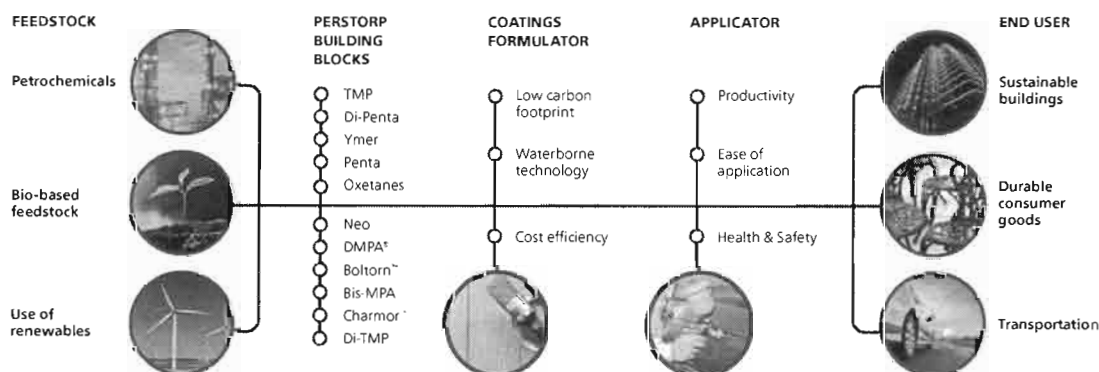 FEEDSTOCK
Petrochemicals
Bio-based
feedstock
Use of
renewables
PERSTORP
BUILDING
BLOCKS
TMP
Di-Penta
Ymer
Penta
Oxetanes
Neo
DMPA®
Boltorn™
Bis-MPA
Charmor™
Di-TMP
COATINGS
FORMULATOR
Low carbon
footprint
Waterborne
technology
Cost efficiency
APPLICATOR
Productivity
Ease of
application
Health & Safety
END USER
Sustainable
buildings
Durable
consumer
goods
Transportation